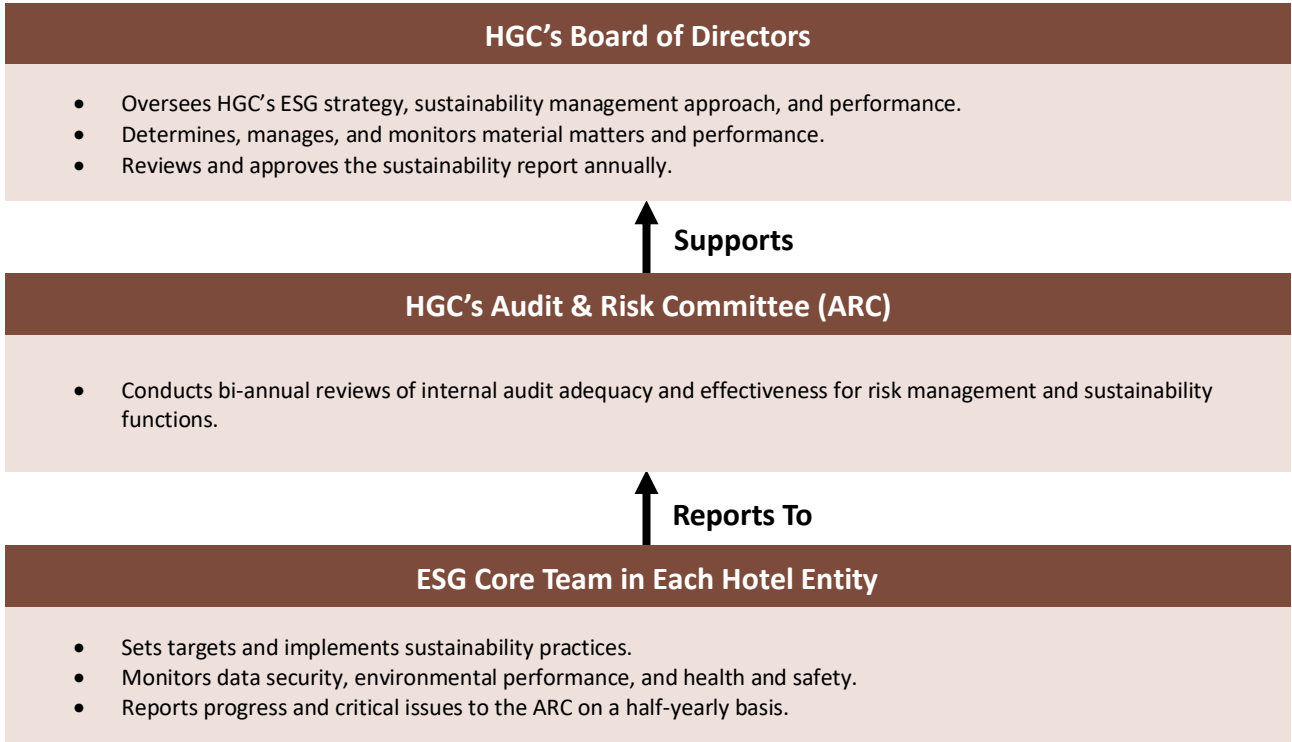 HGC’s Board of Directors
• Oversees HGC’s ESG strategy, sustainability management approach, and performance.
• Determines, manages, and monitors material matters and performance.
• Reviews and approves the sustainability report annually.
Supports
HGC’s Audit & Risk Committee (ARC)
• Conducts bi-annual reviews of internal audit adequacy and effectiveness for risk management and sustainability
functions.
Reports To
ESG Core Team in Each Hotel Entity
• Sets targets and implements sustainability practices.
• Monitors data security, environmental performance, and health and safety.
• Reports progress and critical issues to the ARC on a half-yearly basis.